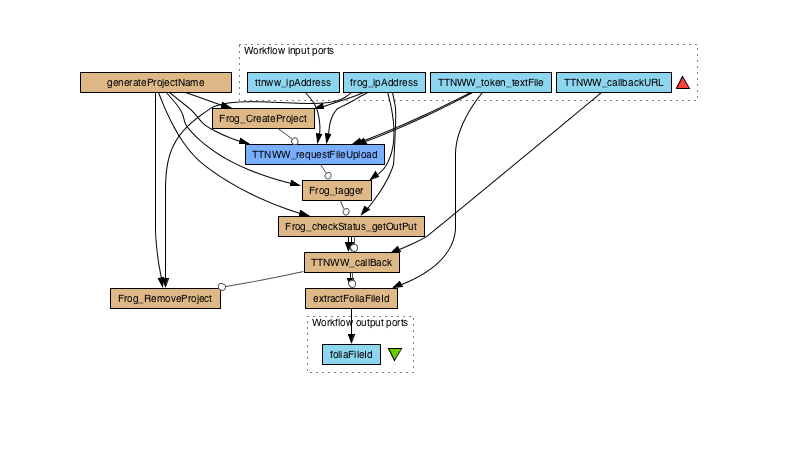 Workflow input ports
generateProjectName
ttnww_ipAddress
frog_ipAddress
TTNWW_token_textFile
TTNWW_callbackURL
Frog_CreateProject
TTNWW_requestFileUpload
Frog_tagger
Frog_checkStatus_getOutPut
TTNWW_callBack
Frog_RemoveProject
extractFoliaFileId
Workflow output ports
foliaFileId